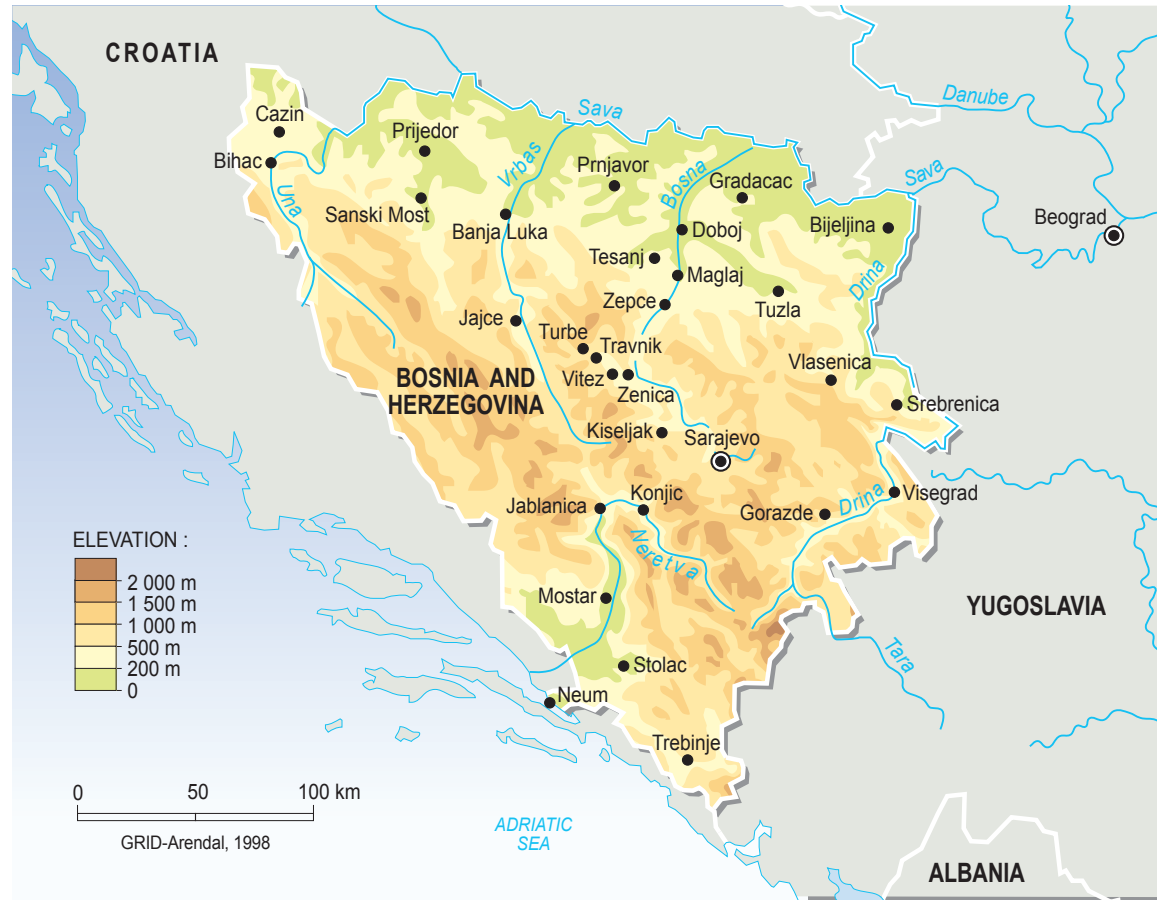 CROATIA
Cazin
Bihac
Una
Prijedor
Sanski Most
Vrbas
Banja Luka
Sava
Prnjavor
Bosna
Gradacac
Doboj
Bijeljina
Danube
Sava
Beograd
Tesanj
Maglaj
Zepce
Tuzla
Drina
Jajce
Turbe
Travnik
Vitez
Zenica
Vlasenica
Srebrenica
BOSNIA AND
HERZEGOVINA
Kiseljak
Sarajevo
Jablanica
Konjic
Neretva
Gorazde
Drina
Visegrad
Mostar
Stolac
Neum
Trebinje
YUGOSLAVIA
Tara
ELEVATION :
2 000 m
1 500 m
1 000 m
500 m
200 m
0
0 50 100 km
GRID-Arendal, 1998
ADRIATIC
SEA
ALBANIA